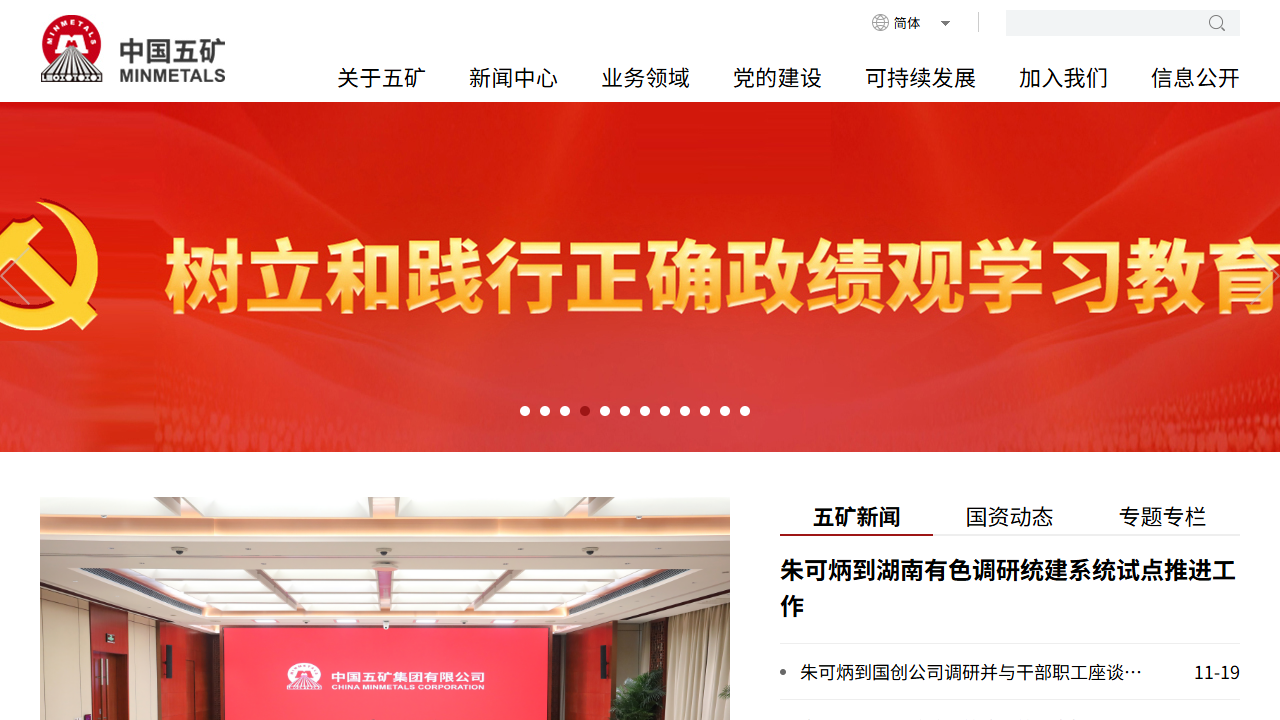 简体
MINMETALS
中国五矿
MINMETALS
关于五矿 新闻中心 业务领域 党的建设 可持续发展 加入我们 信息公开
树立和践行正确政绩观学习教育
五矿新闻 国资动态 专题专栏
朱可炳到湖南有色调研统建系统试点推进工
作
朱可炳到国创公司调研并与干部职工座谈… 11-19
中国五矿集团有限公司
CHINA MINMETALS CORPORATION